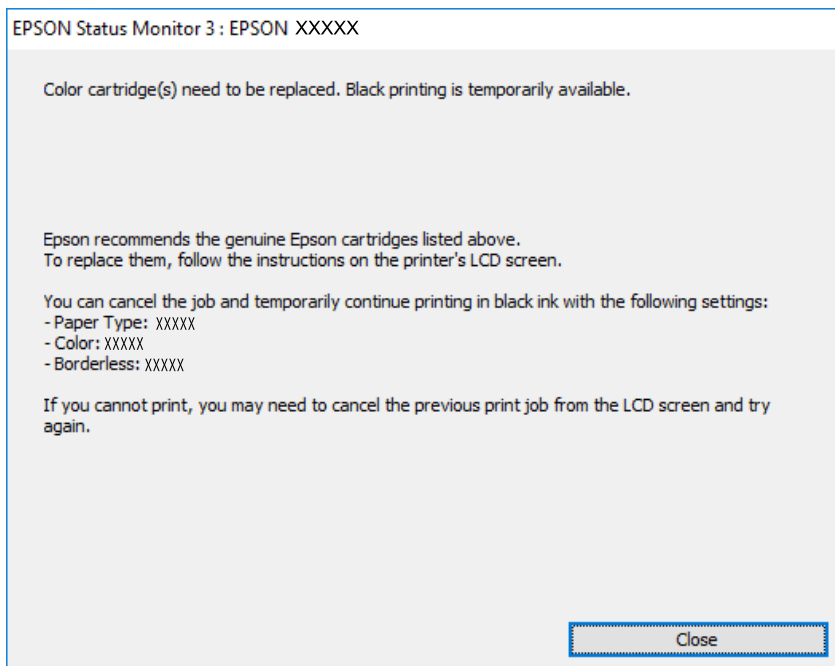 EPSON Status Monitor 3 : EPSON XXXXX
Color cartridge(s) need to be replaced. Black printing is temporarily available.
Epson recommends the genuine Epson cartridges listed above.
To replace them, follow the instructions on the printer's LCD screen.
You can cancel the job and temporarily continue printing in black ink with the following settings:
- Paper Type: XXXXX
- Color: XXXXX
- Borderless: XXXXX
If you cannot print, you may need to cancel the previous print job from the LCD screen and try
again.
Close